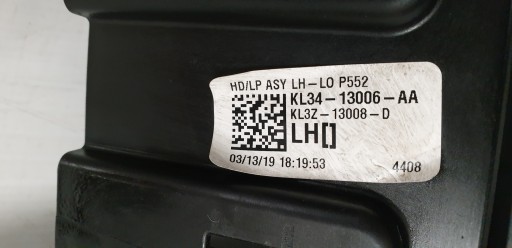 HD/LP ASY LH-LO P552
KL34-13006-AA
KL3Z-13008-D
LH[]
03/13/19 18:19:53
4408